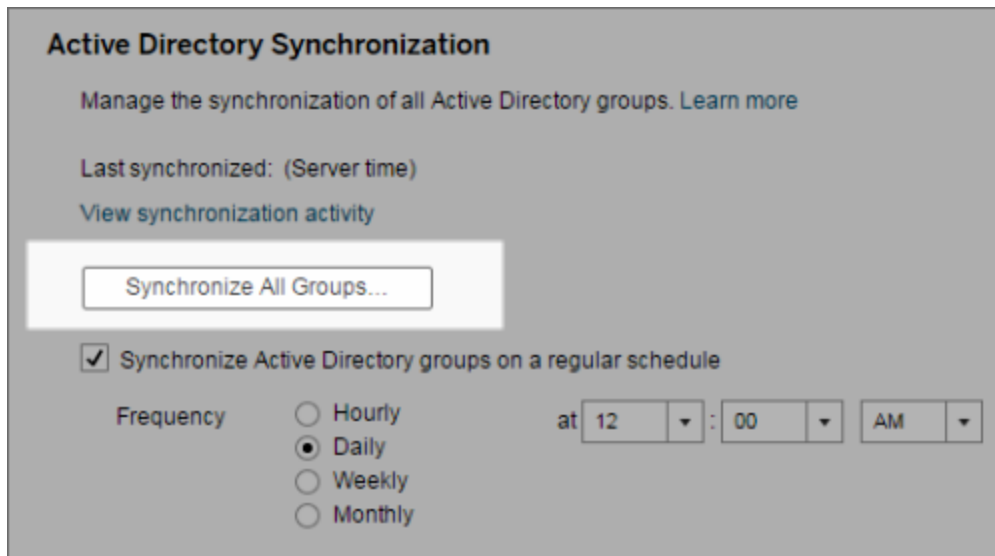 Active Directory Synchronization
Manage the synchronization of all Active Directory groups. Learn more
Last synchronized: (Server time)
View synchronization activity
Synchronize All Groups...
Synchronize Active Directory groups on a regular schedule
Frequency Hourly at 12 : 00 AM
Daily
Weekly
Monthly